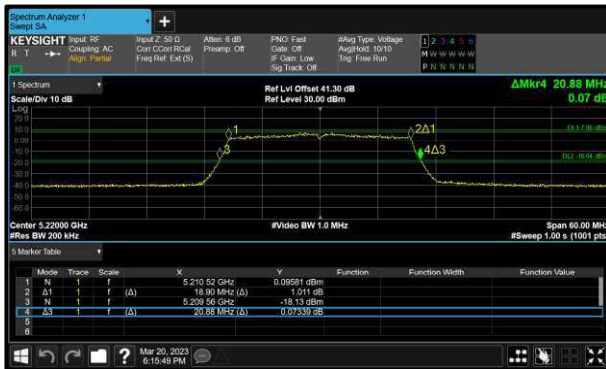 Spectrum Analyzer 1
Swept SA
+
KEYSIGHT
R T
Input: RF
Coupling: AC
Align: Partial
Input Z: 50 Ω
Corr CCorr RCal
Freq Ref: Ext (S)
Atten: 6 dB
Preamp: Off
PNO: Fast
Gate: Off
IF Gain: Low
Sig Track: Off
#Avg Type: Voltage
Avg|Hold: 10/10
Trig: Free Run
1 2 3 4 5 6
M W W W W W
P N N N N N
1 Spectrum
Scale/Div 10 dB
Ref Lvl Offset 41.30 dB
Ref Level 30.00 dBm
ΔMkr4 20.88 MHz
0.07 dB
Log
20.0
10.0
0.00
-10.0
-20.0
-30.0
-40.0
-50.0
-60.0
1
2Δ1
3
4Δ3
Center 5.22000 GHz
#Res BW 200 kHz
#Video BW 1.0 MHz
Span 60.00 MHz
#Sweep 1.00 s (1001 pts)
5 Marker Table
Mode Trace Scale X Y Function Function Width Function Value
1 N 1 f 5.210 52 GHz 0.09581 dBm
2 Δ1 1 f (Δ) 18.90 MHz (Δ) 1.011 dB
3 N 1 f 5.209 56 GHz -18.13 dBm
4 Δ3 1 f (Δ) 20.88 MHz (Δ) 0.07339 dB
5
6
?
Mar 20, 2023
6:15:49 PM